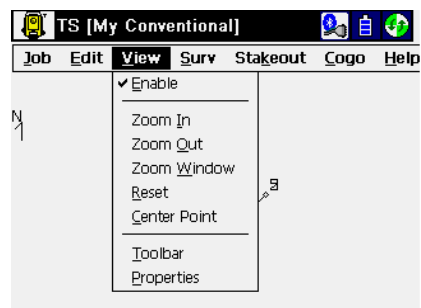 TS [My Conventional]
Job Edit View Surv Stakeout Cogo Help
Enable
N
Zoom In
Zoom Out
Zoom Window
Reset
Center Point
Toolbar
Properties